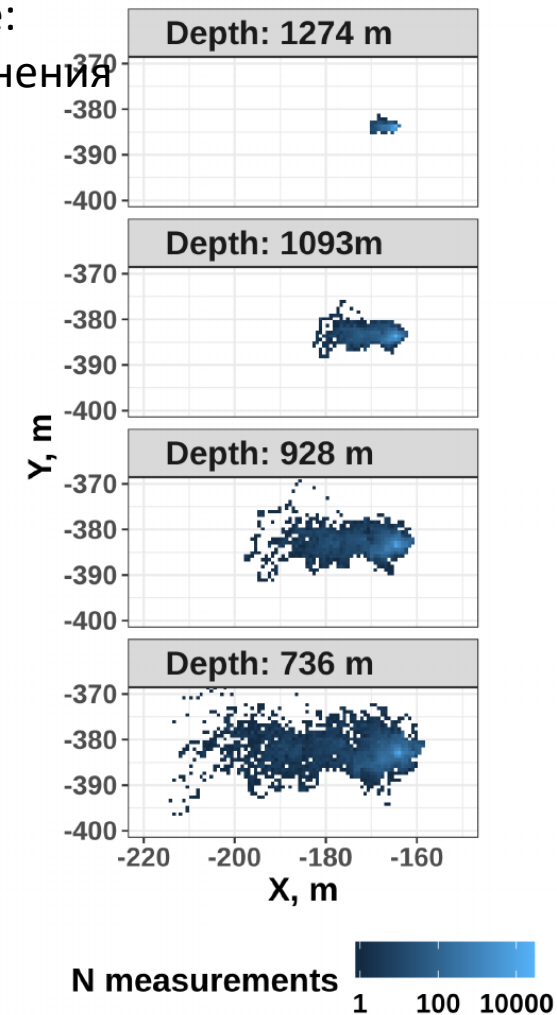 е:
нения
Depth: 1274 m
-370
-380
-390
-400
Depth: 1093m
-370
-380
-390
-400
Depth: 928 m
-370
-380
-390
-400
Depth: 736 m
-370
-380
-390
-400
-220 -200 -180 -160
X, m
Y, m
N measurements
1 100 10000